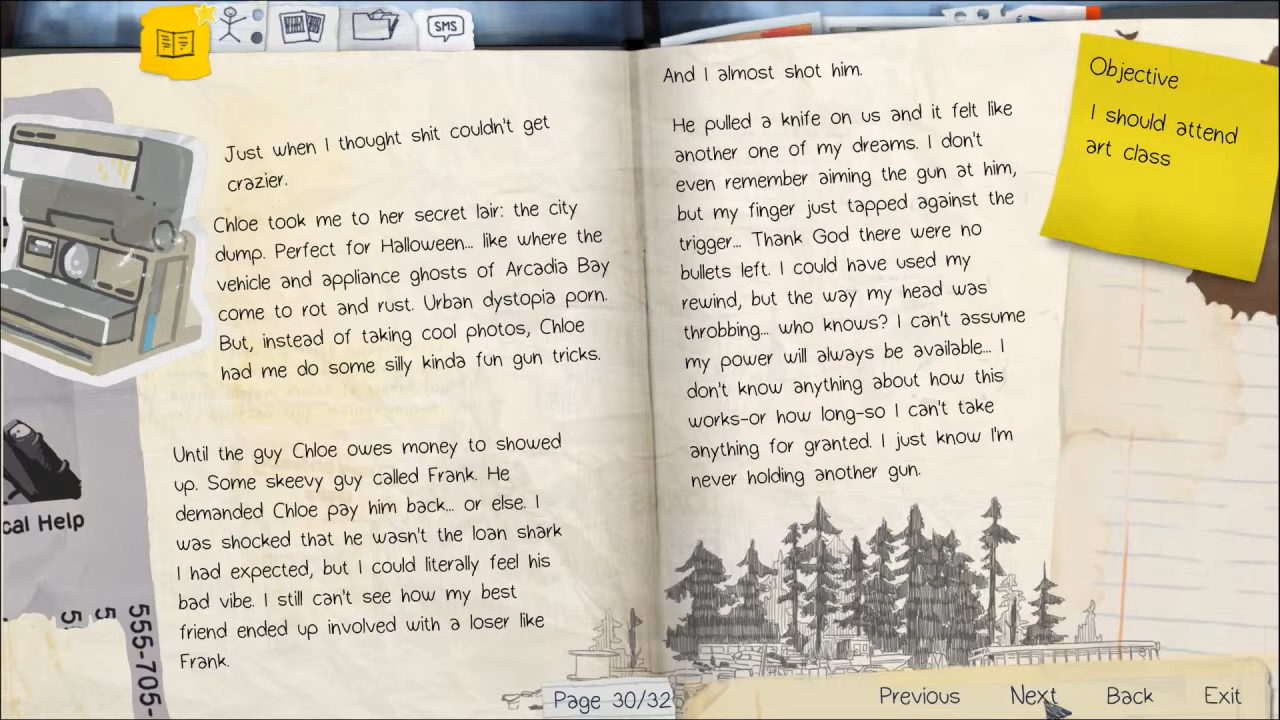 SMS
Just when I thought shit couldn't get
crazier.
Chloe took me to her secret lair: the city
dump. Perfect for Halloween... like where the
vehicle and appliance ghosts of Arcadia Bay
come to rot and rust. Urban dystopia porn.
But, instead of taking cool photos, Chloe
had me do some silly kinda fun gun tricks.
Until the guy Chloe owes money to showed
up. Some skeevy guy called Frank. He
demanded Chloe pay him back... or else. I
was shocked that he wasn't the loan shark
I had expected, but I could literally feel his
bad vibe. I still can't see how my best
friend ended up involved with a loser like
Frank.
cal Help
5
5
555-705-
And I almost shot him.
He pulled a knife on us and it felt like
another one of my dreams. I don't
even remember aiming the gun at him,
but my finger just tapped against the
trigger... Thank God there were no
bullets left. I could have used my
rewind, but the way my head was
throbbing... who knows? I can't assume
my power will always be available... I
don't know anything about how this
works-or how long-so I can't take
anything for granted. I just know I'm
never holding another gun.
Objective
I should attend
art class
Page 30/32
Previous Next Back Exit